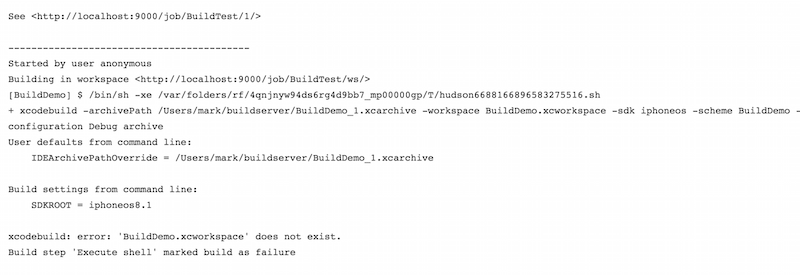 See <http://localhost:9000/job/BuildTest/1/>
------------------------------------------
Started by user anonymous
Building in workspace <http://localhost:9000/job/BuildTest/ws/>
[BuildDemo] $ /bin/sh -xe /var/folders/rf/4qnjnyw94ds6rg4d9bb7_mp00000gp/T/hudson6688166896583275516.sh
+ xcodebuild -archivePath /Users/mark/buildserver/BuildDemo_1.xcarchive -workspace BuildDemo.xcworkspace -sdk iphoneos -scheme BuildDemo -
configuration Debug archive
User defaults from command line:
    IDEArchivePathOverride = /Users/mark/buildserver/BuildDemo_1.xcarchive
Build settings from command line:
    SDKROOT = iphoneos8.1
xcodebuild: error: 'BuildDemo.xcworkspace' does not exist.
Build step 'Execute shell' marked build as failure